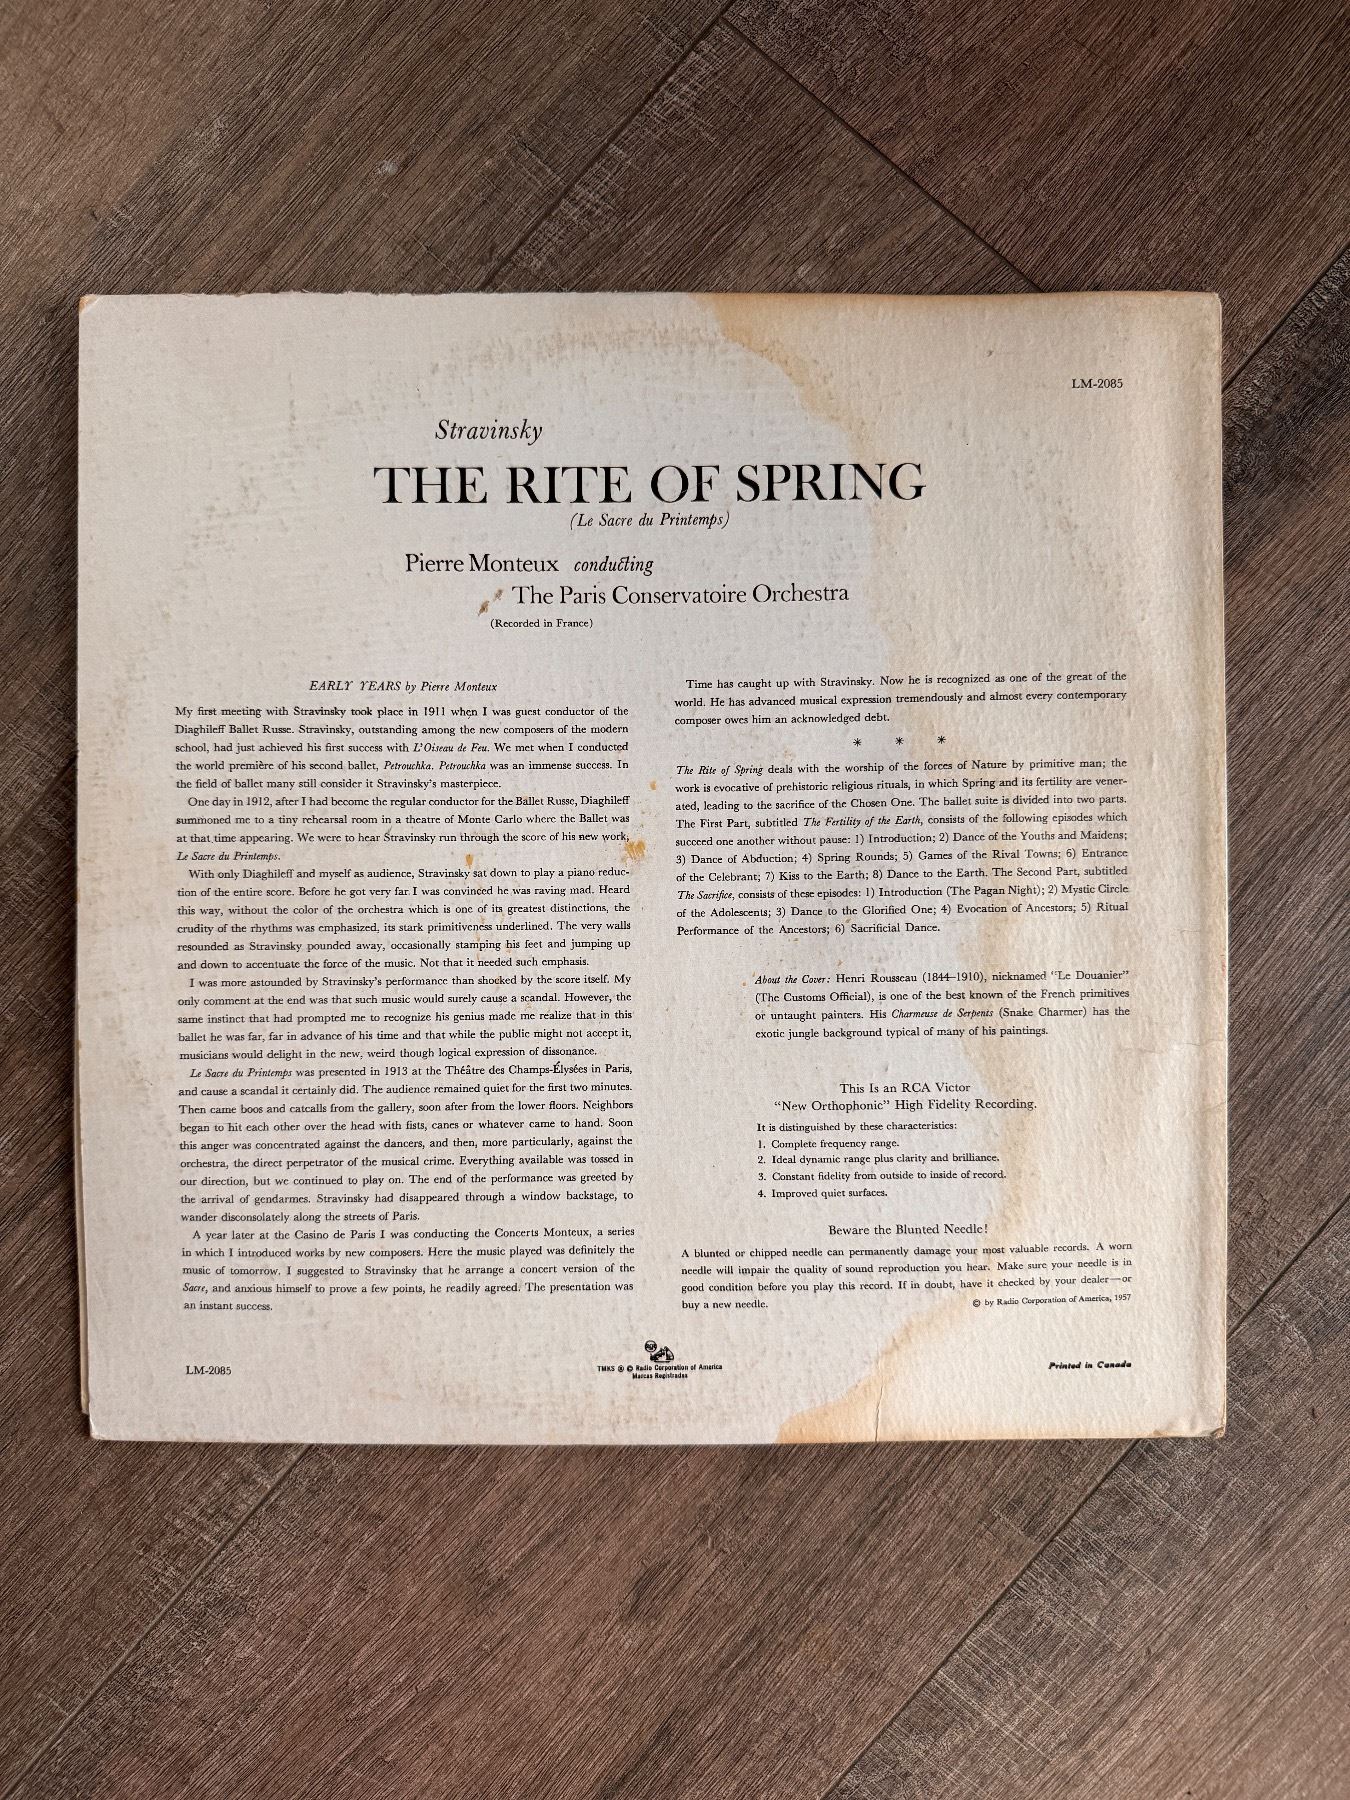 LM-2085
Stravinsky
THE RITE OF SPRING
(Le Sacre du Printemps)
Pierre Monteux conducting
The Paris Conservatoire Orchestra
(Recorded in France)
EARLY YEARS by Pierre Monteux
My first meeting with Stravinsky took place in 1911 when I was guest conductor of the
Diaghileff Ballet Russe. Stravinsky, outstanding among the new composers of the modern
school, had just achieved his first success with L'Oiseau de Feu. We met when I conducted
the world première of his second ballet, Petrouchka. Petrouchka was an immense success. In
the field of ballet many still consider it Stravinsky's masterpiece.
One day in 1912, after I had become the regular conductor for the Ballet Russe, Diaghileff
summoned me to a tiny rehearsal room in a theatre of Monte Carlo where the Ballet was
at that time appearing. We were to hear Stravinsky run through the score of his new work,
Le Sacre du Printemps.
With only Diaghileff and myself as audience, Stravinsky sat down to play a piano reduc-
tion of the entire score. Before he got very far I was convinced he was raving mad. Heard
this way, without the color of the orchestra which is one of its greatest distinctions, the
crudity of the rhythms was emphasized, its stark primitiveness underlined. The very walls
resounded as Stravinsky pounded away, occasionally stamping his feet and jumping up
and down to accentuate the force of the music. Not that it needed such emphasis.
I was more astounded by Stravinsky's performance than shocked by the score itself. My
only comment at the end was that such music would surely cause a scandal. However, the
same instinct that had prompted me to recognize his genius made me realize that in this
ballet he was far, far in advance of his time and that while the public might not accept it,
musicians would delight in the new, weird though logical expression of dissonance.
Le Sacre du Printemps was presented in 1913 at the Théâtre des Champs-Élysées in Paris,
and cause a scandal it certainly did. The audience remained quiet for the first two minutes.
Then came boos and catcalls from the gallery, soon after from the lower floors. Neighbors
began to hit each other over the head with fists, canes or whatever came to hand. Soon
this anger was concentrated against the dancers, and then, more particularly, against the
orchestra, the direct perpetrator of the musical crime. Everything available was tossed in
our direction, but we continued to play on. The end of the performance was greeted by
the arrival of gendarmes. Stravinsky had disappeared through a window backstage, to
wander disconsolately along the streets of Paris.
A year later at the Casino de Paris I was conducting the Concerts Monteux, a series
in which I introduced works by new composers. Here the music played was definitely the
music of tomorrow. I suggested to Stravinsky that he arrange a concert version of the
Sacre, and anxious himself to prove a few points, he readily agreed. The presentation was
an instant success.
Time has caught up with Stravinsky. Now he is recognized as one of the great of the
world. He has advanced musical expression tremendously and almost every contemporary
composer owes him an acknowledged debt.
* * *
The Rite of Spring deals with the worship of the forces of Nature by primitive man; the
work is evocative of prehistoric religious rituals, in which Spring and its fertility are vener-
ated, leading to the sacrifice of the Chosen One. The ballet suite is divided into two parts.
The First Part, subtitled The Fertility of the Earth, consists of the following episodes which
succeed one another without pause: 1) Introduction; 2) Dance of the Youths and Maidens;
3) Dance of Abduction; 4) Spring Rounds; 5) Games of the Rival Towns; 6) Entrance
of the Celebrant; 7) Kiss to the Earth; 8) Dance to the Earth. The Second Part, subtitled
The Sacrifice, consists of these episodes: 1) Introduction (The Pagan Night); 2) Mystic Circle
of the Adolescents; 3) Dance to the Glorified One; 4) Evocation of Ancestors; 5) Ritual
Performance of the Ancestors; 6) Sacrificial Dance.
About the Cover: Henri Rousseau (1844–1910), nicknamed "Le Douanier"
(The Customs Official), is one of the best known of the French primitives
or untaught painters. His Charmeuse de Serpents (Snake Charmer) has the
exotic jungle background typical of many of his paintings.
This Is an RCA Victor
"New Orthophonic" High Fidelity Recording.
It is distinguished by these characteristics:
1. Complete frequency range.
2. Ideal dynamic range plus clarity and brilliance.
3. Constant fidelity from outside to inside of record.
4. Improved quiet surfaces.
Beware the Blunted Needle!
A blunted or chipped needle can permanently damage your most valuable records. A worn
needle will impair the quality of sound reproduction you hear. Make sure your needle is in
good condition before you play this record. If in doubt, have it checked by your dealer—or
buy a new needle.
© by Radio Corporation of America, 1957
LM-2085
TMKS ® © Radio Corporation of America
Marcas Registradas
Printed in Canada